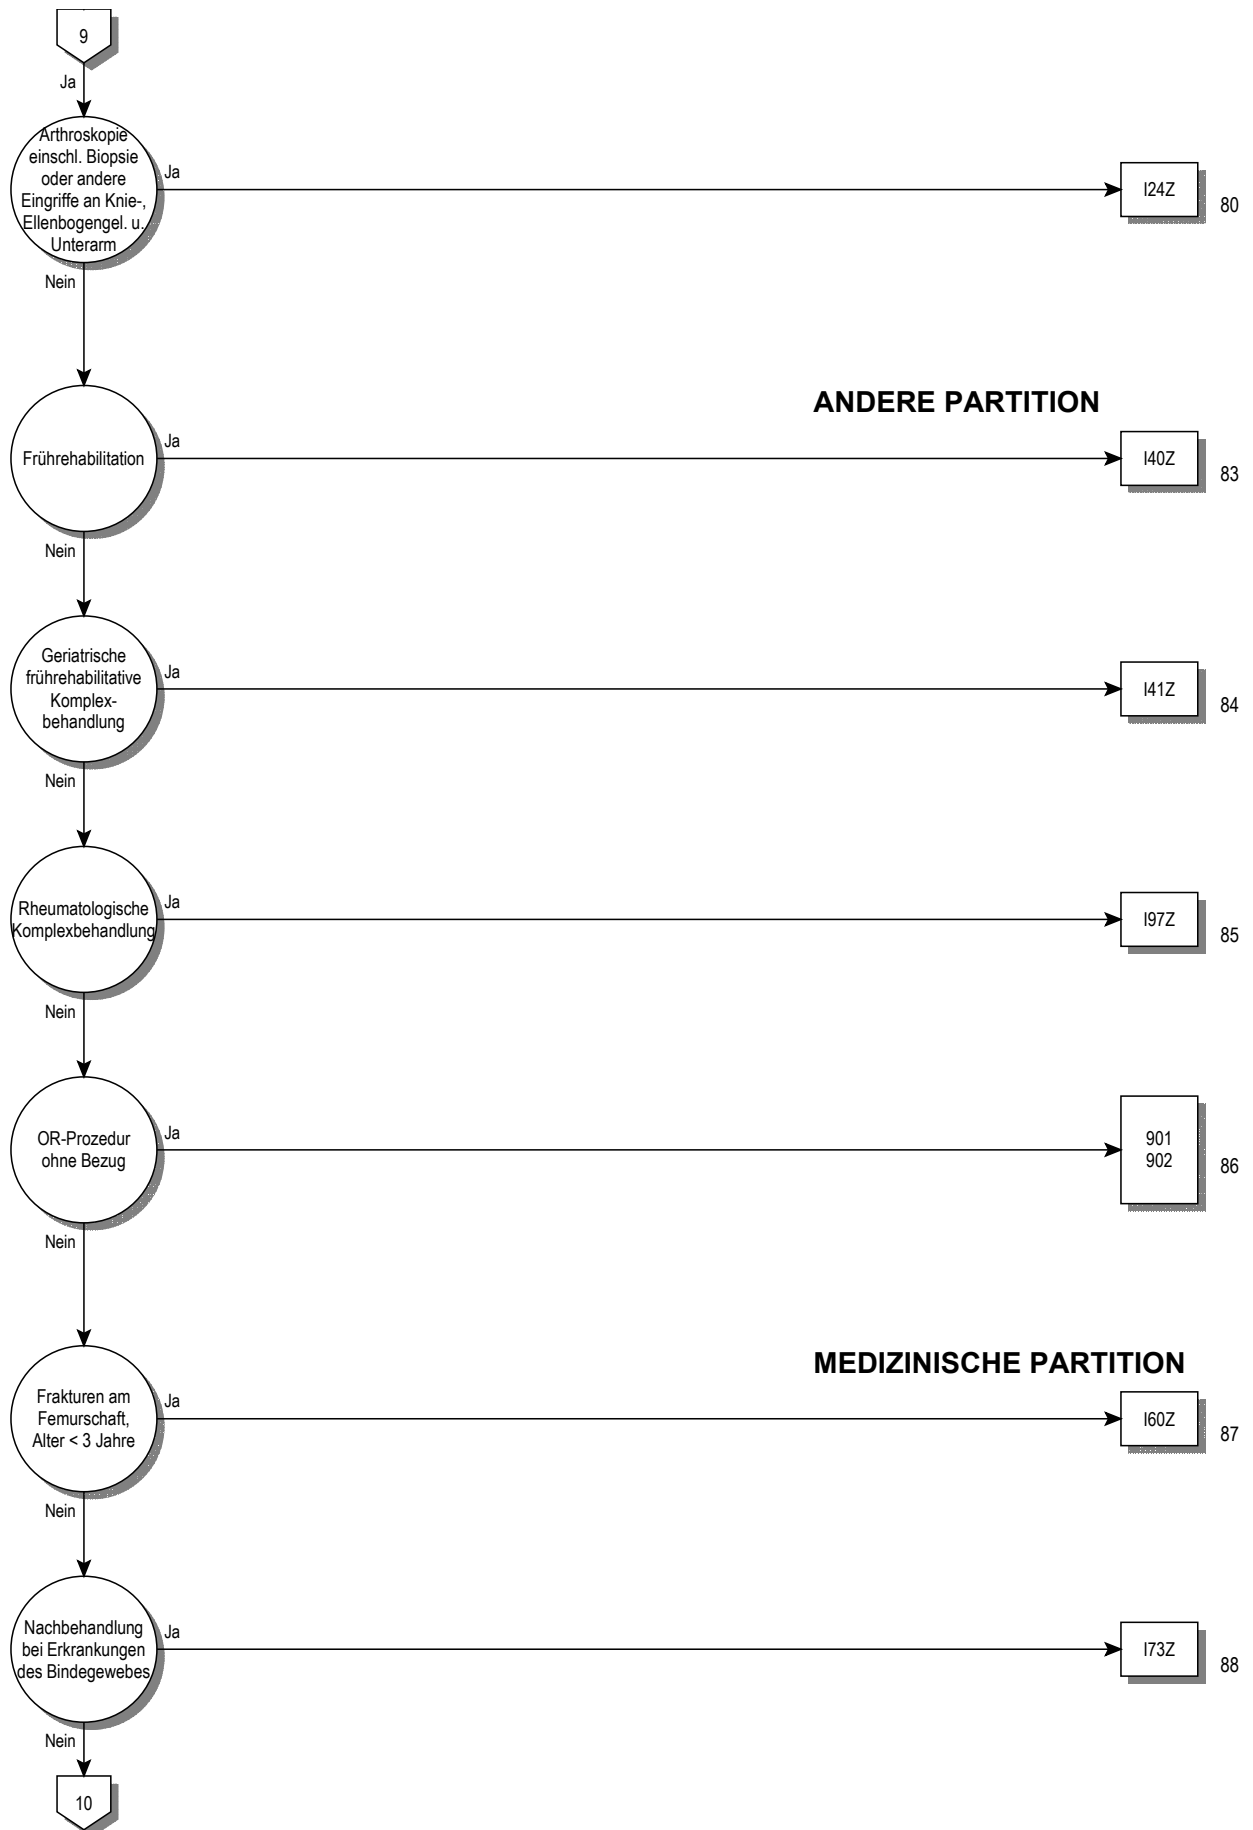 9
Ja
Arthroskopie
einschl. Biopsie
oder andere
Eingriffe an Knie-,
Ellenbogengel. u.
Unterarm
Ja
I24Z
80
Nein
ANDERE PARTITION
Frührehabilitation
Ja
I40Z
83
Nein
Geriatrische
frührehabilitative
Komplex-
behandlung
Ja
I41Z
84
Nein
Rheumatologische
Komplexbehandlung
Ja
I97Z
85
Nein
OR-Prozedur
ohne Bezug
Ja
901
902
86
Nein
MEDIZINISCHE PARTITION
Frakturen am
Femurschaft,
Alter < 3 Jahre
Ja
I60Z
87
Nein
Nachbehandlung
bei Erkrankungen
des Bindegewebes
Ja
I73Z
88
Nein
10